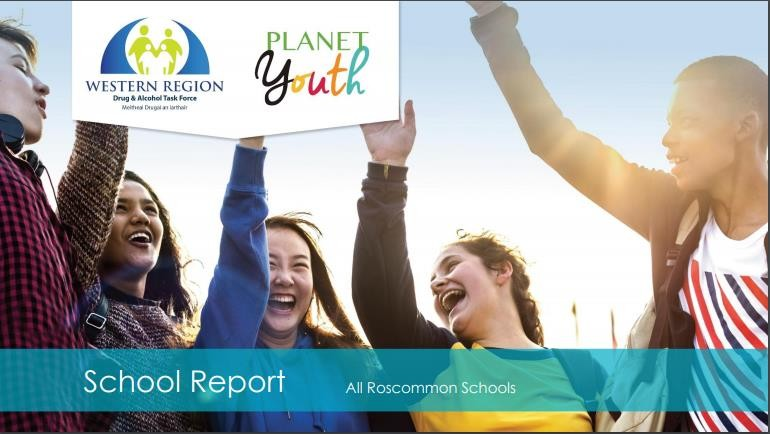 WESTERN REGION
Drug & Alcohol Task Force
Meitheal Drugaí an Iarthair
PLANET
Youth
School Report
All Roscommon Schools